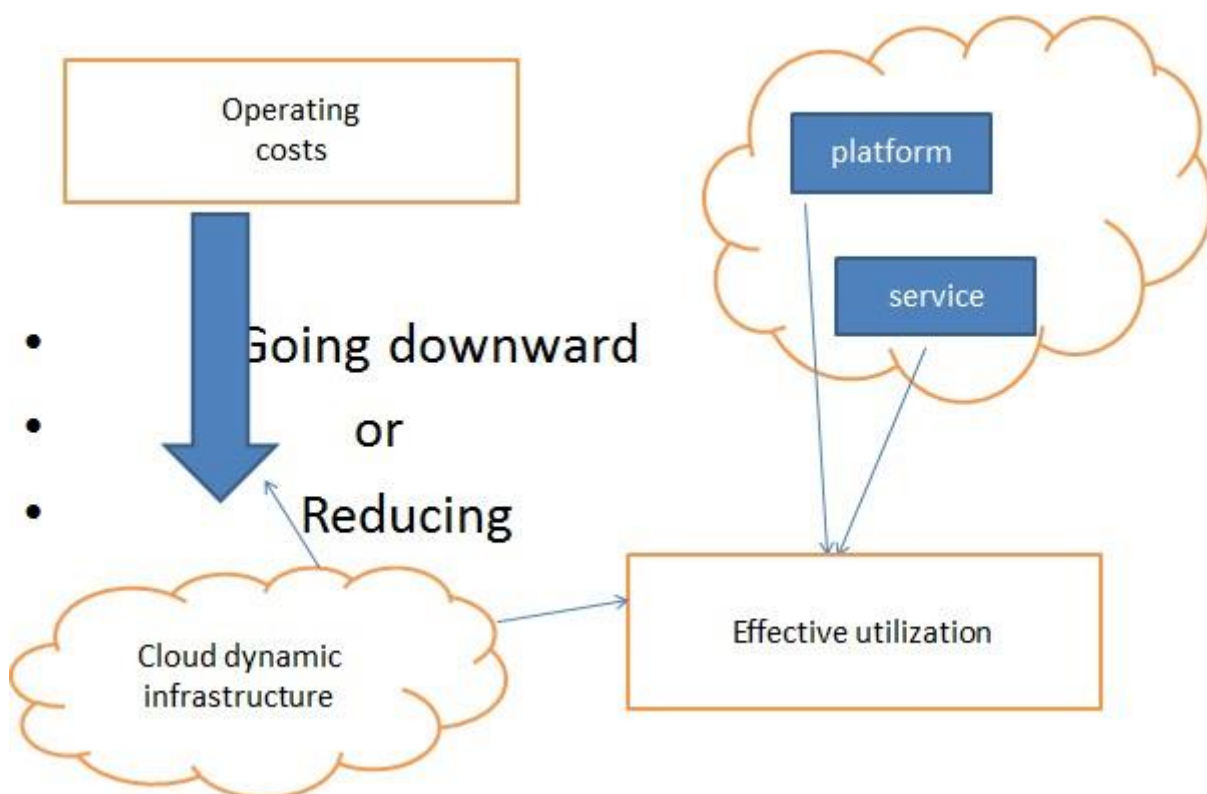 Operating
costs
platform
service
• Going downward
• or
• Reducing
Cloud dynamic
infrastructure
Effective utilization